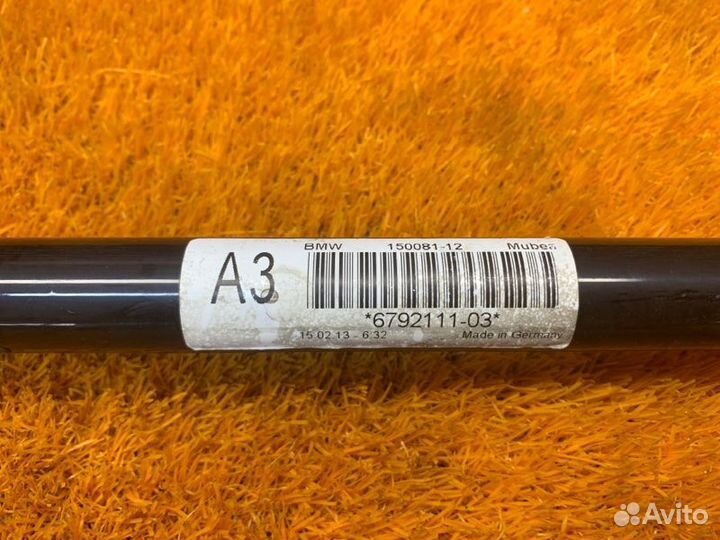 A3
BMW 150081-12 Mubea
*6792111-03*
15.02.13 - 6:32 Made in Germany
Avito